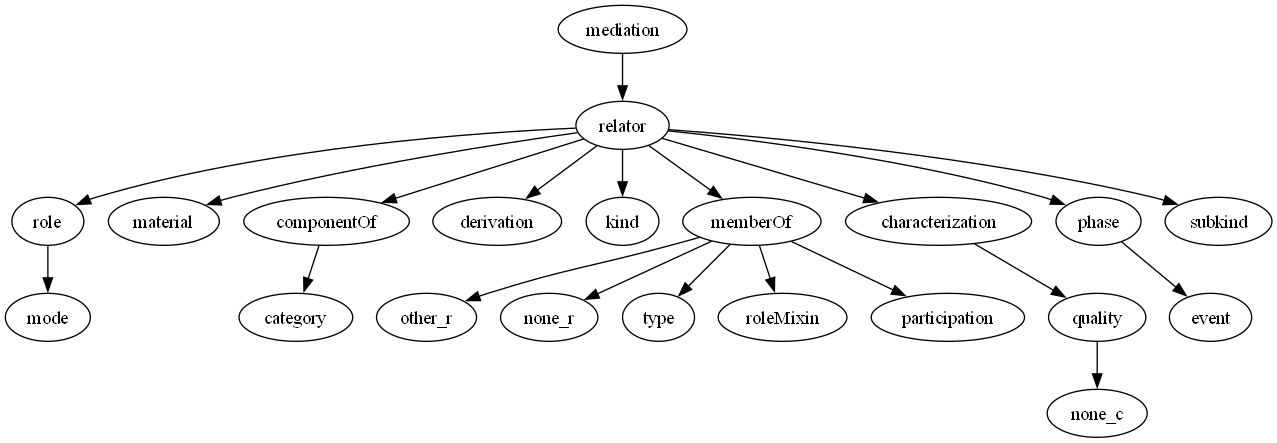 mediation
relator
role
material
componentOf
derivation
kind
memberOf
characterization
phase
subkind
mode
category
other_r
none_r
type
roleMixin
participation
quality
event
none_c